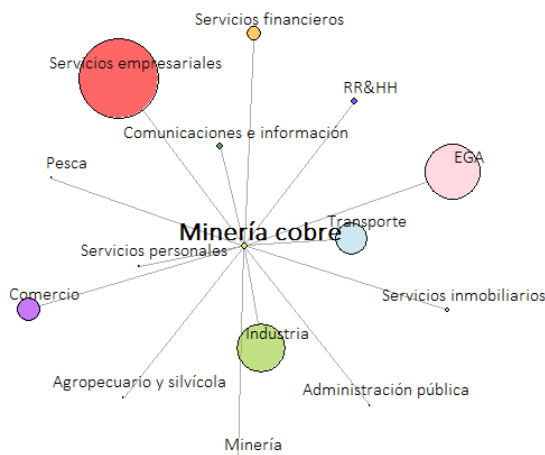 Servicios financieros
Servicios empresariales
RR&HH
Comunicaciones e información
EGA
Pesca
Transporte
Minería cobre
Servicios personales
Comercio
Servicios inmobiliarios
Industria
Agropecuario y silvícola
Administración pública
Minería